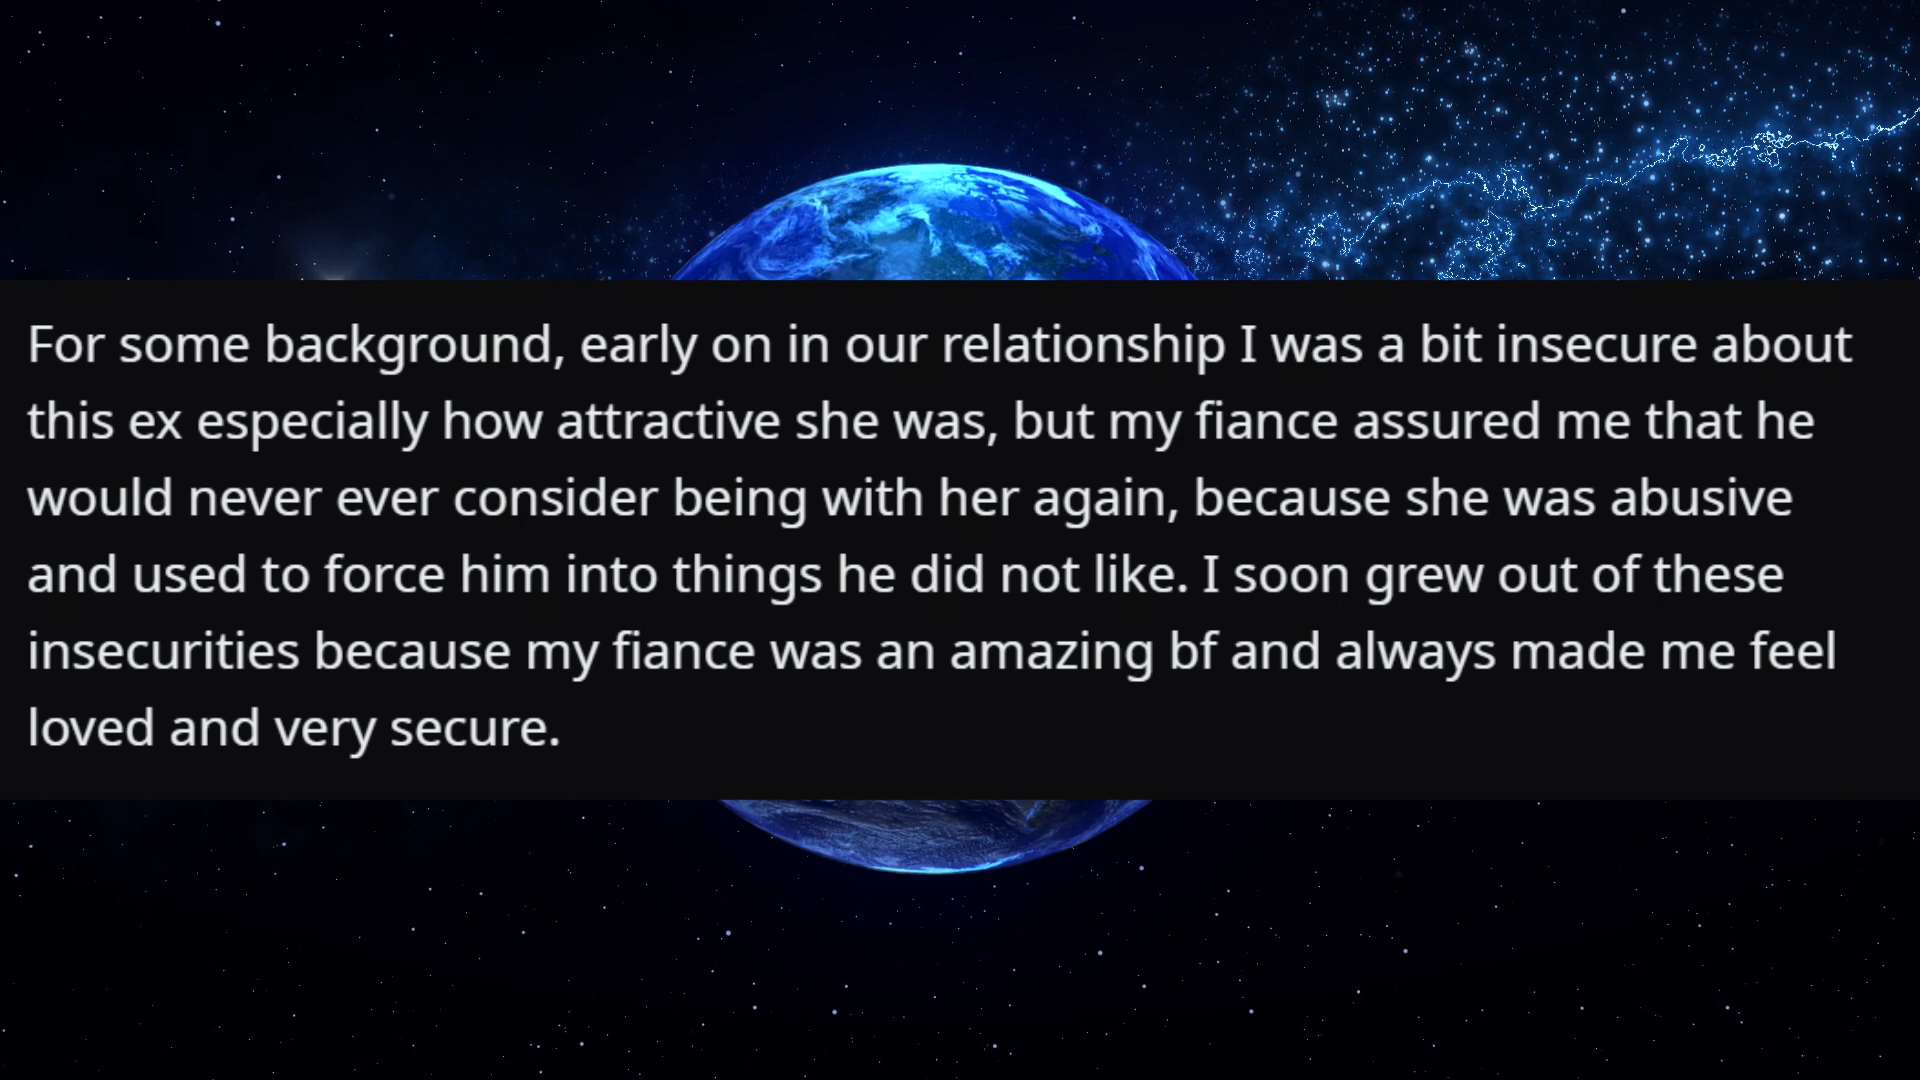 For some background, early on in our relationship I was a bit insecure about
this ex especially how attractive she was, but my fiance assured me that he
would never ever consider being with her again, because she was abusive
and used to force him into things he did not like. I soon grew out of these
insecurities because my fiance was an amazing bf and always made me feel
loved and very secure.